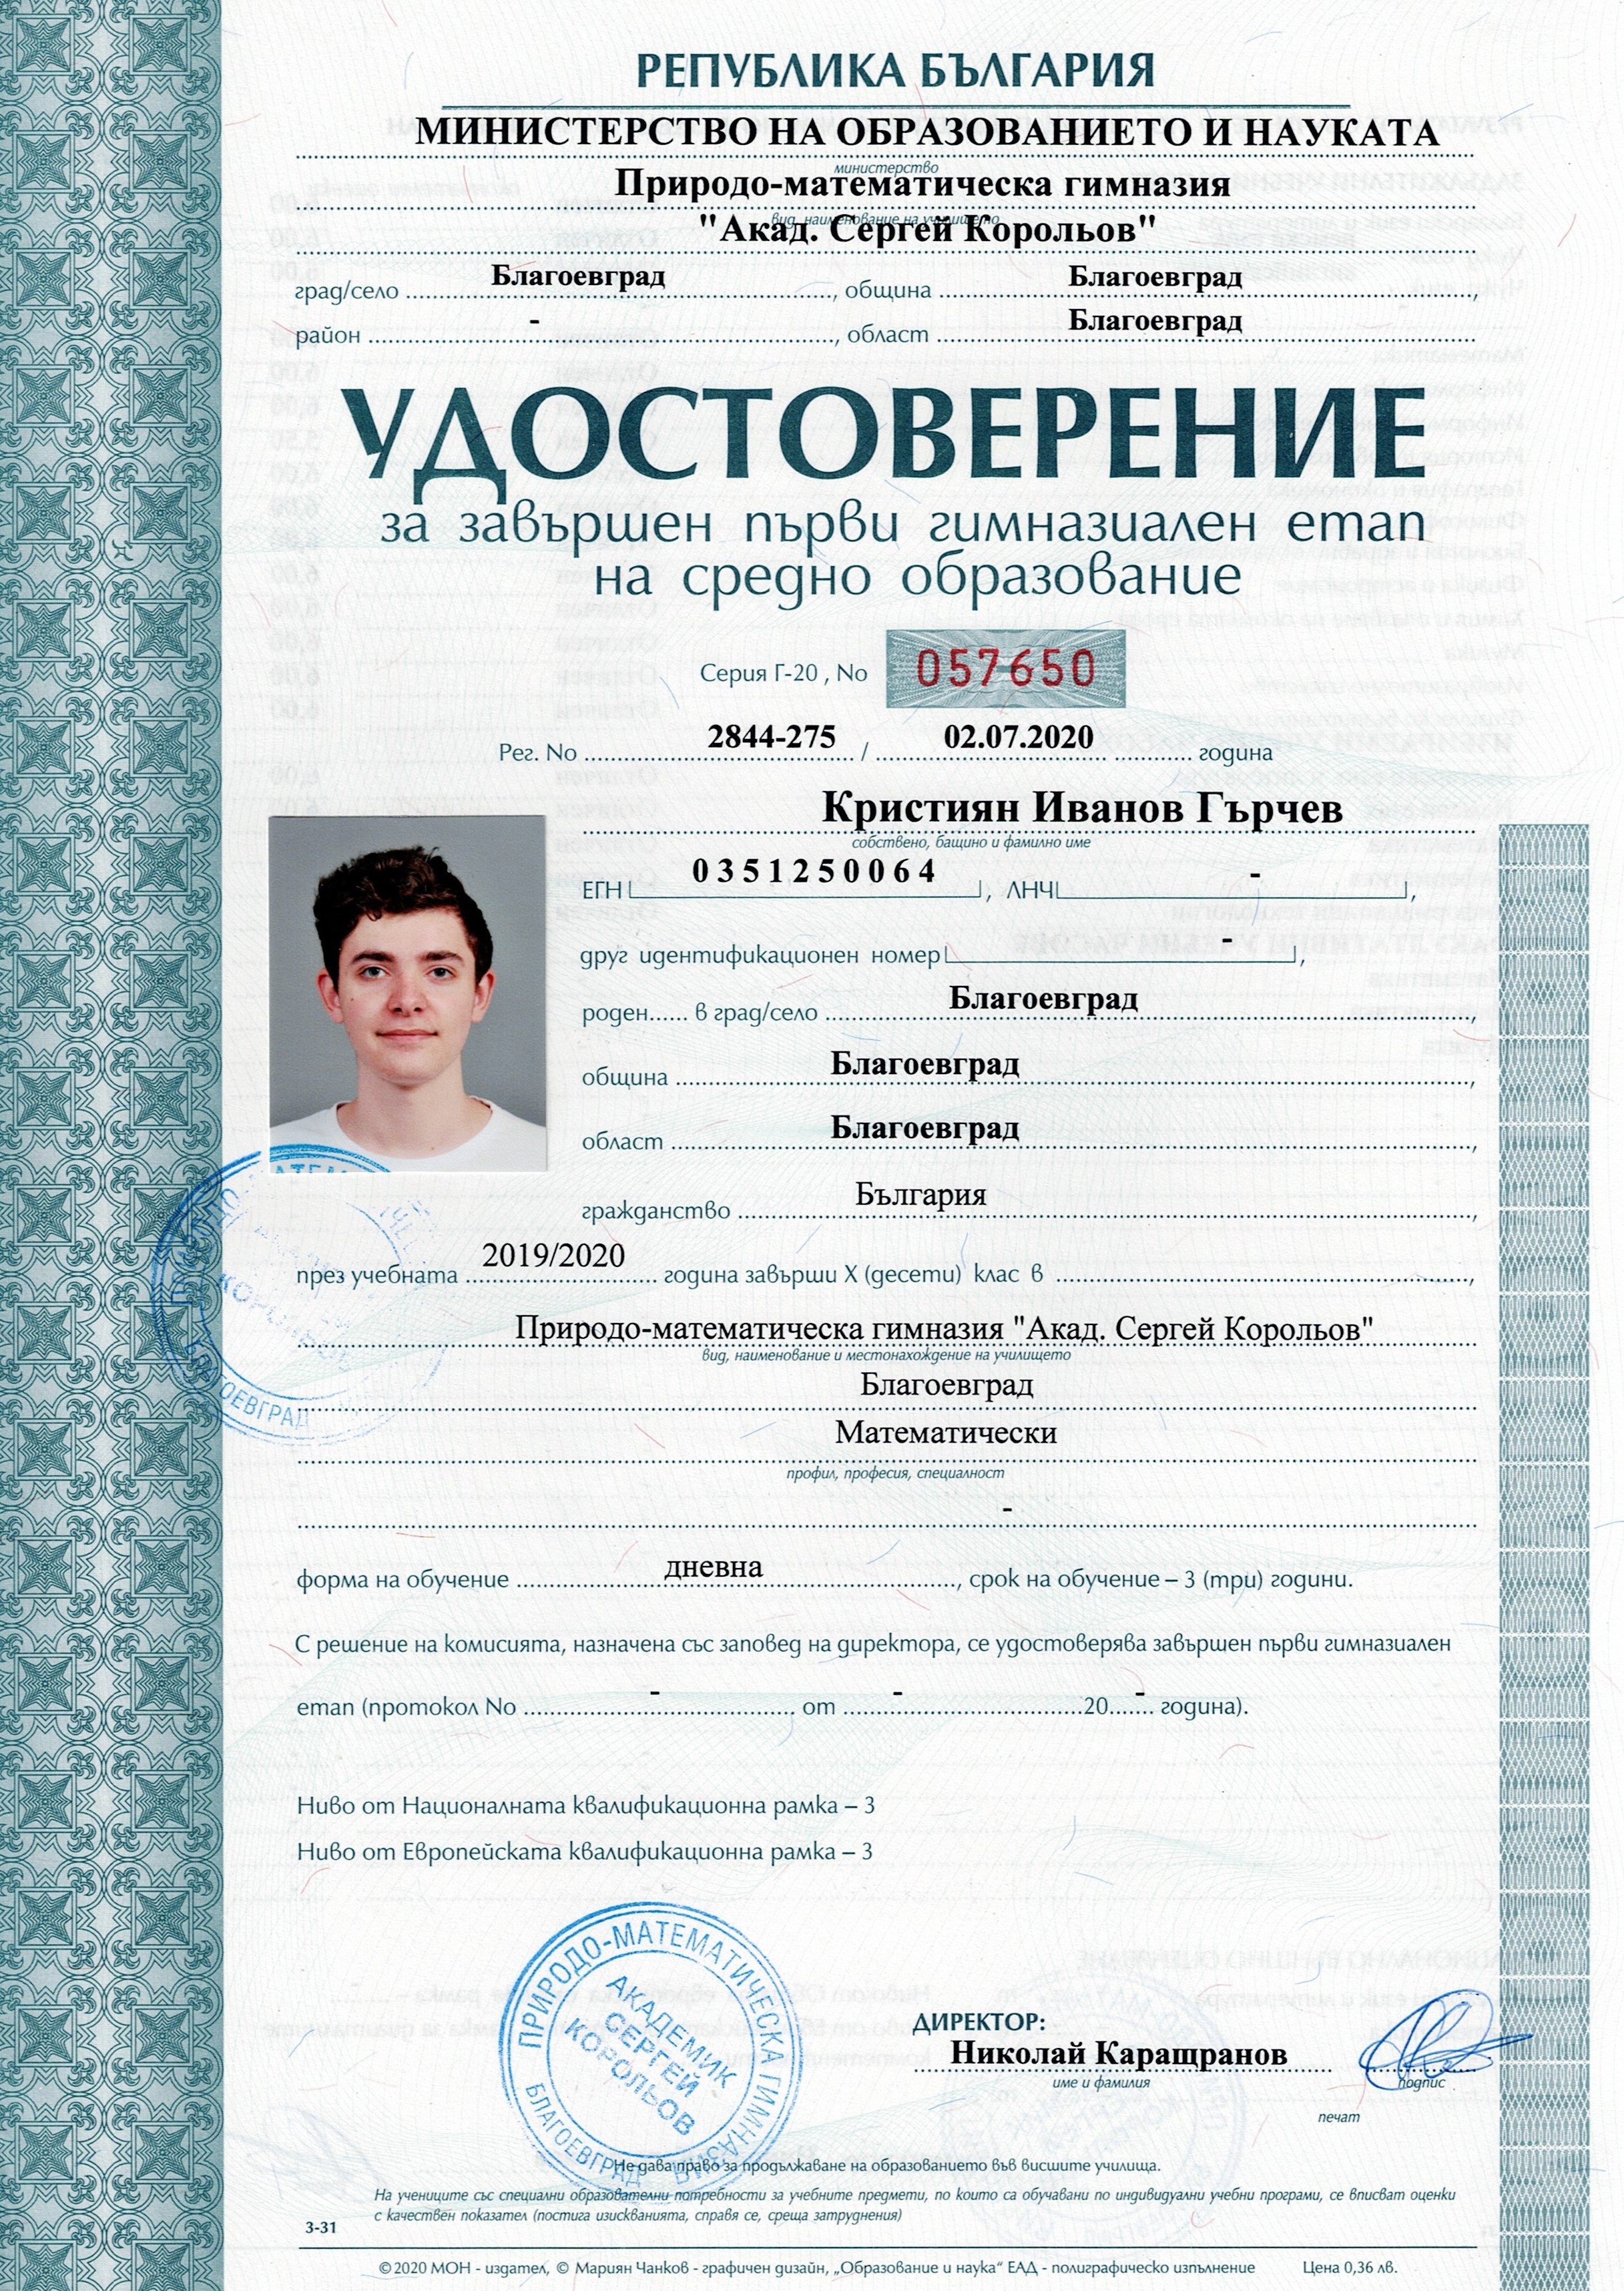 РЕПУБЛИКА БЪЛГАРИЯ
МИНИСТЕРСТВО НА ОБРАЗОВАНИЕТО И НАУКАТА
министерство
Природо-математическа гимназия
вид, наименование на училището
"Акад. Сергей Корольов"
град/село Благоевград, община Благоевград,
район -, област Благоевград
УДОСТОВЕРЕНИЕ
за завършен първи гимназиален етап
на средно образование
Серия Г-20, No 057650
Рег. No 2844-275 / 02.07.2020 година
Кристиян Иванов Гърчев
собствено, бащино и фамилно име
ЕГН 0351250064, ЛНЧ -,
друг идентификационен номер -,
роден...... в град/село Благоевград,
община Благоевград,
област Благоевград,
гражданство България,
през учебната 2019/2020 година завърши X (десети) клас в
Природо-математическа гимназия "Акад. Сергей Корольов"
вид, наименование и местонахождение на училището
Благоевград
Математически
профил, професия, специалност
-
форма на обучение дневна, срок на обучение – 3 (три) години.
С решение на комисията, назначена със заповед на директора, се удостоверява завършен първи гимназиален
етап (протокол No - от - 20 - година).
Ниво от Националната квалификационна рамка – 3
Ниво от Европейската квалификационна рамка – 3
ПРИРОДО-МАТЕМАТИЧЕСКА ГИМНАЗИЯ
АКАДЕМИК
СЕРГЕЙ
КОРОЛЬОВ
БЛАГОЕВГРАД
ДИРЕКТОР:
Николай Каращранов
име и фамилия
подпис
печат
Не дава право за продължаване на образованието във висшите училища.
На учениците със специални образователни потребности за учебните предмети, по които са обучавани по индивидуални учебни програми, се вписват оценки
с качествен показател (постига изискванията, справя се, среща затруднения)
3-31
©2020 МОН - издател, © Мариян Чанков - графичен дизайн, „Образование и наука“ ЕАД - полиграфическо изпълнение Цена 0,36 лв.